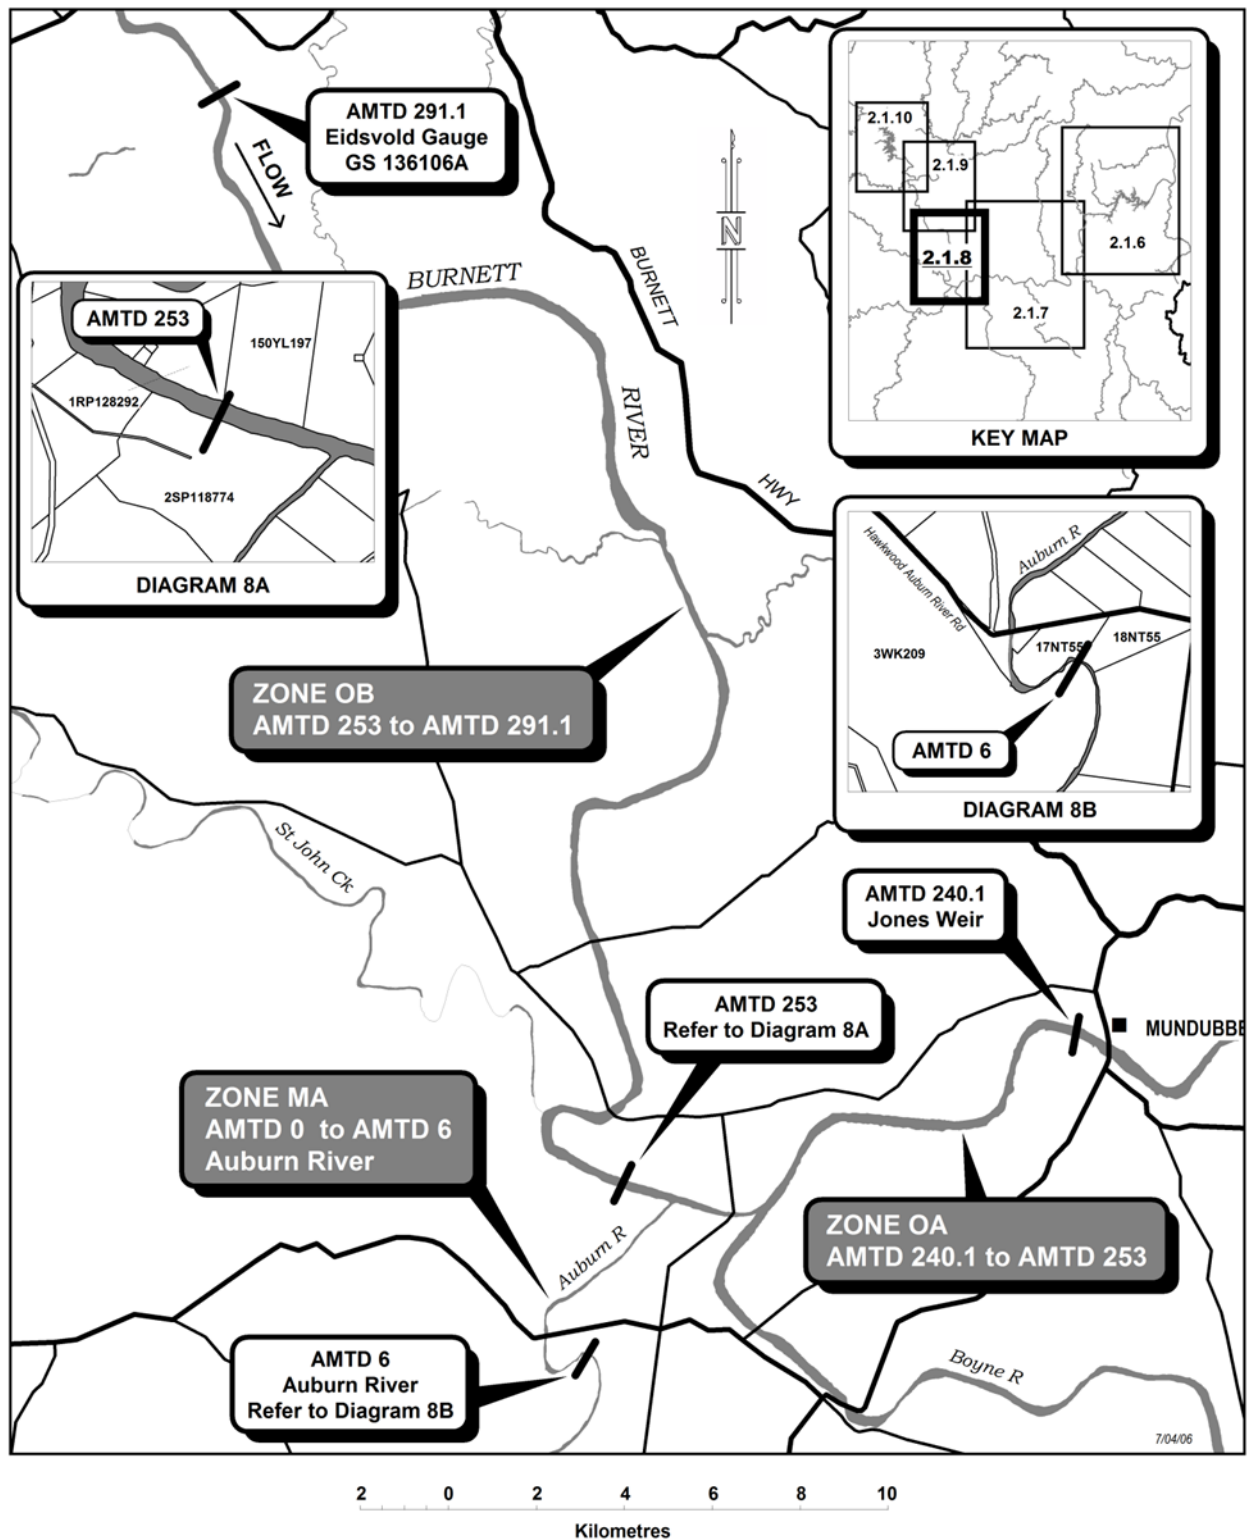 AMTD 291.1
Eidsvold Gauge
GS 136106A
FLOW
BURNETT
RIVER
BURNETT
HWY
N
2.1.10
2.1.9
2.1.8
2.1.6
2.1.7
KEY MAP
AMTD 253
150YL197
1RP128292
2SP118774
DIAGRAM 8A
Hawkwood Auburn River Rd
Auburn R
3WK209
17NT55
18NT55
AMTD 6
DIAGRAM 8B
ZONE OB
AMTD 253 to AMTD 291.1
St John Ck
AMTD 240.1
Jones Weir
AMTD 253
Refer to Diagram 8A
MUNDUBBE
ZONE MA
AMTD 0 to AMTD 6
Auburn River
Auburn R
ZONE OA
AMTD 240.1 to AMTD 253
AMTD 6
Auburn River
Refer to Diagram 8B
Boyne R
7/04/06
2 0 2 4 6 8 10
Kilometres